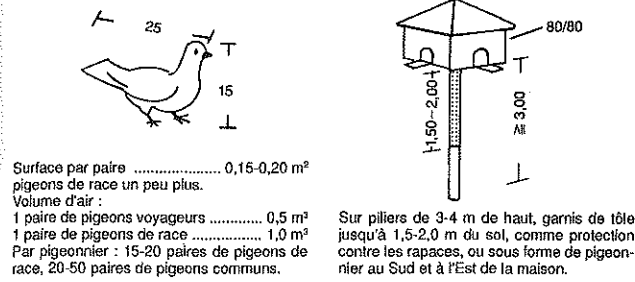 25
15
80/80
1,50–2,00
≥ 3,00
Surface par paire ..................... 0,15-0,20 m²
pigeons de race un peu plus.
Volume d'air :
1 paire de pigeons voyageurs ............. 0,5 m³
1 paire de pigeons de race ................. 1,0 m³
Par pigeonnier : 15-20 paires de pigeons de
race, 20-50 paires de pigeons communs.
Sur piliers de 3-4 m de haut, garnis de tôle
jusqu'à 1,5-2,0 m du sol, comme protection
contre les rapaces, ou sous forme de pigeon-
nier au Sud et à l'Est de la maison.